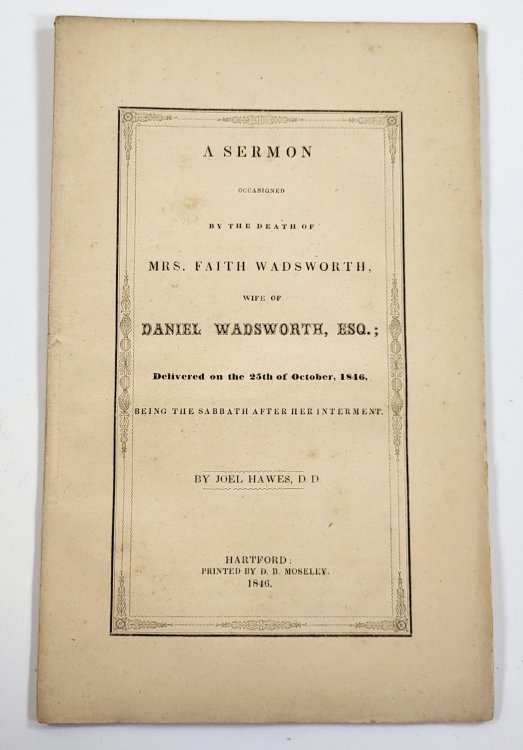 A SERMON
OCCASIONED
BY THE DEATH OF
MRS. FAITH WADSWORTH,
WIFE OF
DANIEL WADSWORTH, ESQ.;
Delivered on the 25th of October, 1846,
BEING THE SABBATH AFTER HER INTERMENT.
BY JOEL HAWES, D. D.
HARTFORD:
PRINTED BY D. B. MOSELEY.
1846.